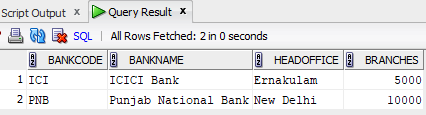 Script Output Query Result
SQL All Rows Fetched: 2 in 0 seconds
BANKCODE BANKNAME HEADOFFICE BRANCHES
1 ICI ICICI Bank Ernakulam 5000
2 PNB Punjab National Bank New Delhi 10000